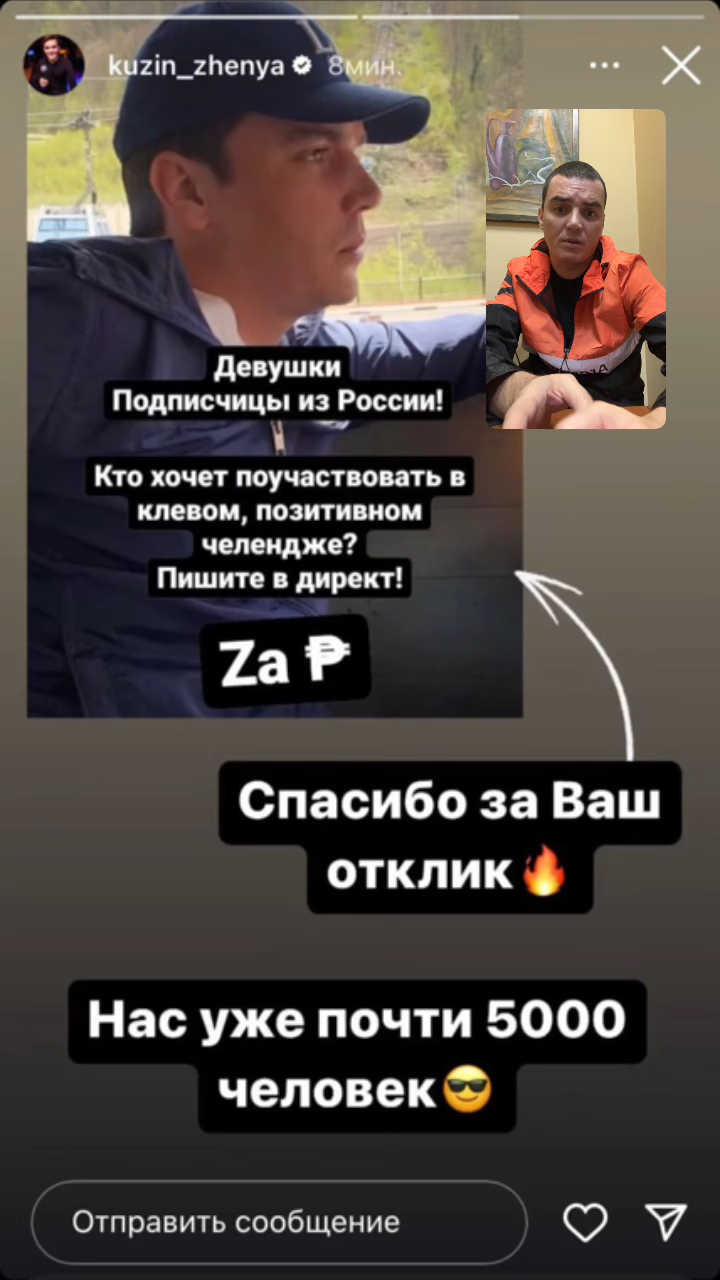 kuzin_zhenya 8мин.
Девушки
Подписчицы из России!
Кто хочет поучаствовать в
клевом, позитивном
челендже?
Пишите в директ!
Za ₽
Спасибо за Ваш
отклик🔥
Нас уже почти 5000
человек😎
Отправить сообщение